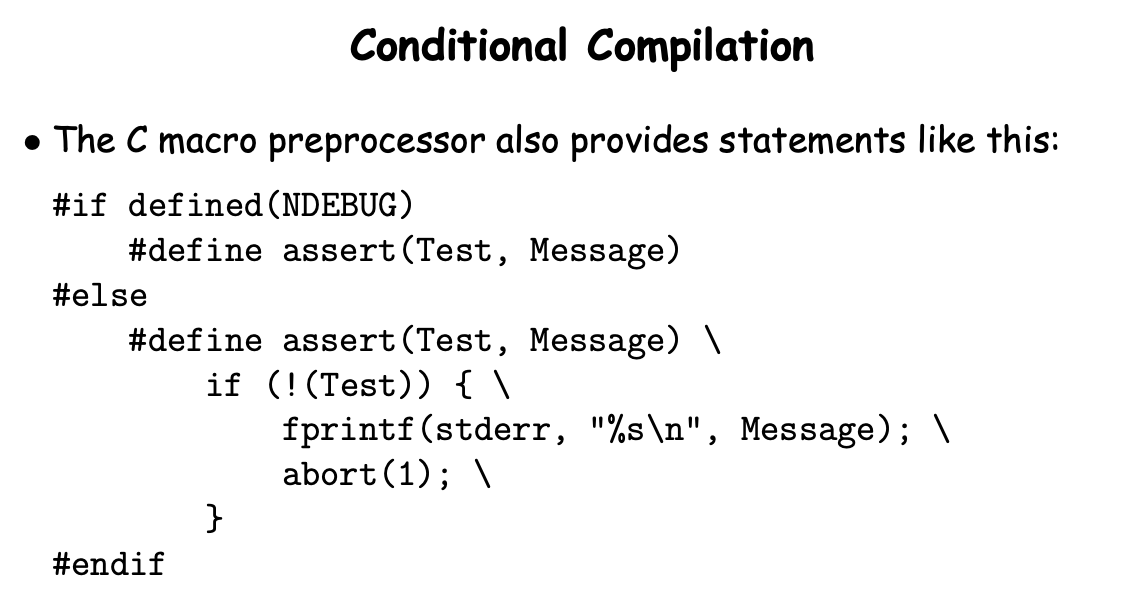 Conditional Compilation
• The C macro preprocessor also provides statements like this:
#if defined(NDEBUG)
    #define assert(Test, Message)
#else
    #define assert(Test, Message) \
        if (!(Test)) { \
            fprintf(stderr, "%s\n", Message); \
            abort(1); \
        }
#endif